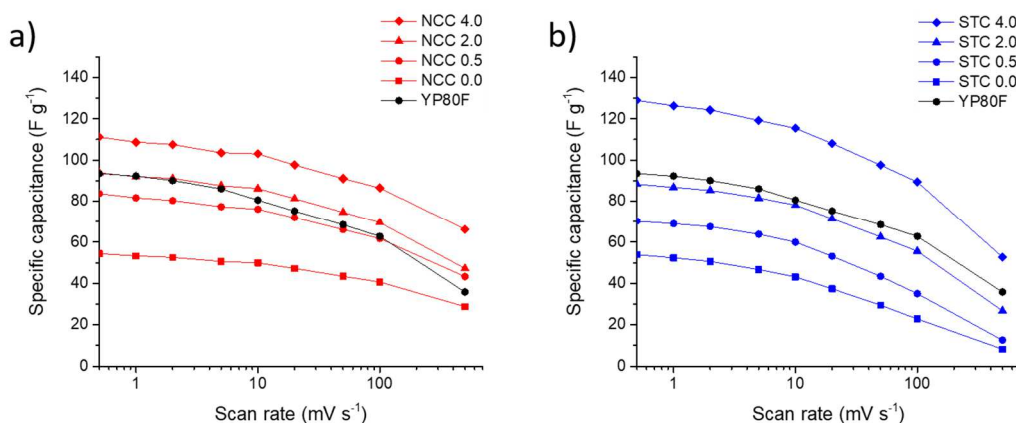 a)
NCC 4.0
NCC 2.0
NCC 0.5
NCC 0.0
YP80F
140
120
100
80
60
40
20
0
Specific capacitance (F g⁻¹)
1
10
100
Scan rate (mV s⁻¹)
b)
STC 4.0
STC 2.0
STC 0.5
STC 0.0
YP80F
140
120
100
80
60
40
20
0
Specific capacitance (F g⁻¹)
1
10
100
Scan rate (mV s⁻¹)